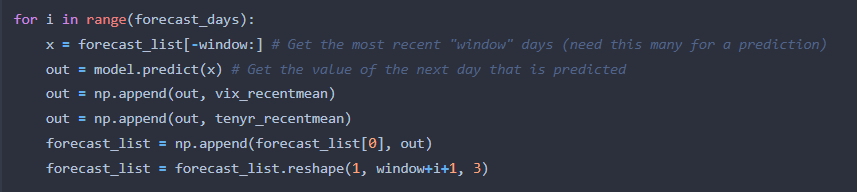 for i in range(forecast_days):
    x = forecast_list[-window:] # Get the most recent "window" days (need this many for a prediction)
    out = model.predict(x) # Get the value of the next day that is predicted
    out = np.append(out, vix_recentmean)
    out = np.append(out, tenyr_recentmean)
    forecast_list = np.append(forecast_list[0], out)
    forecast_list = forecast_list.reshape(1, window+i+1, 3)